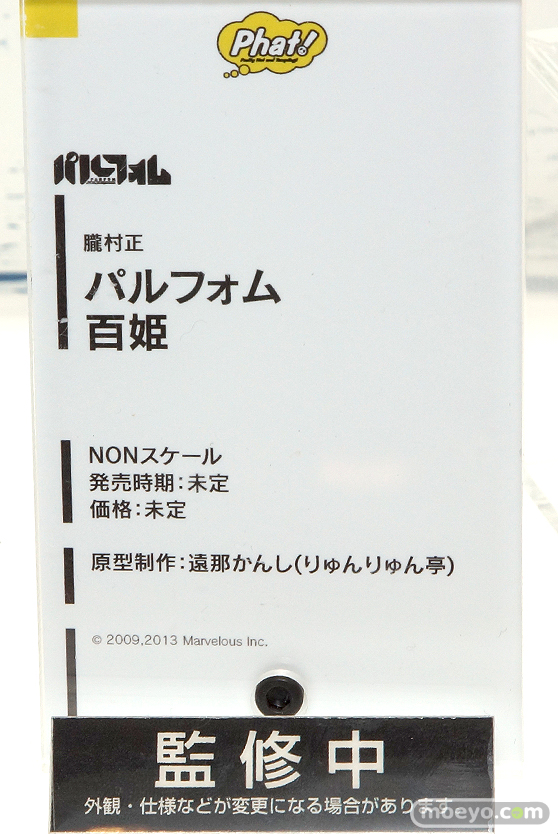 Phat!
パルフォム
朧村正
パルフォム
百姫
NONスケール
発売時期：未定
価格：未定
原型制作：遠那かんし(りゅんりゅん亭)
© 2009,2013 Marvelous Inc.
監修中
外観・仕様などが変更になる場合があります。
moeyo.com